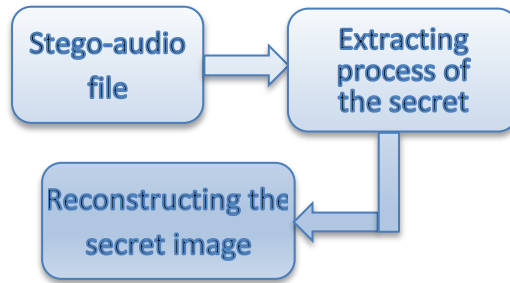 Stego-audio
file
Extracting
process of
the secret
Reconstructing the
secret image